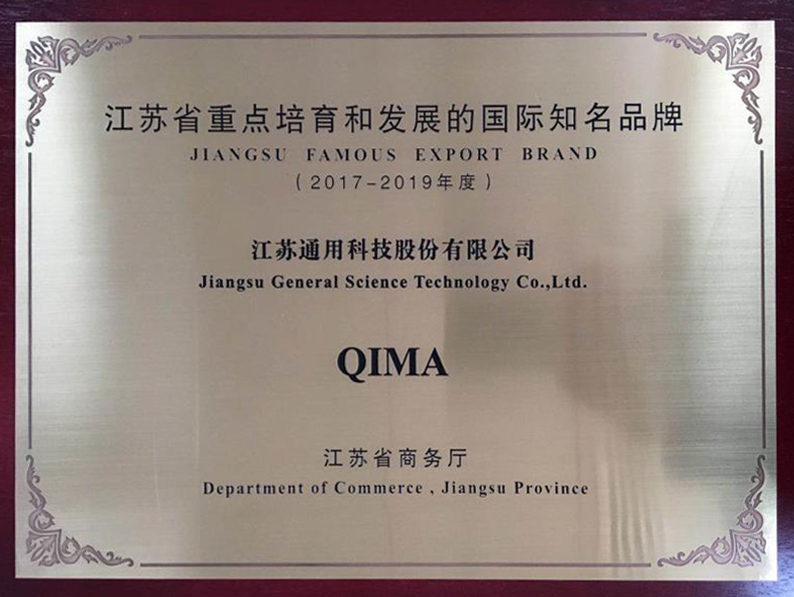 江苏省重点培育和发展的国际知名品牌
JIANGSU FAMOUS EXPORT BRAND
（2017-2019年度）
江苏通用科技股份有限公司
Jiangsu General Science Technology Co.,Ltd.
QIMA
江苏省商务厅
Department of Commerce , Jiangsu Province